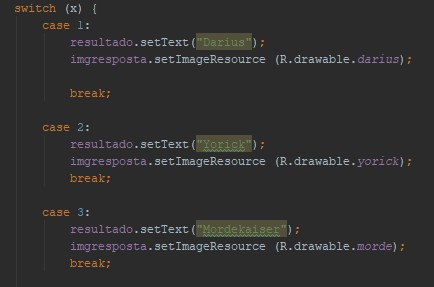 switch (x) {
case 1:
resultado.setText("Darius");
imgresposta.setImageResource (R.drawable.darius);
break;
case 2:
resultado.setText("Yorick");
imgresposta.setImageResource (R.drawable.yorick);
break;
case 3:
resultado.setText("Mordekaiser");
imgresposta.setImageResource (R.drawable.morde);
break;